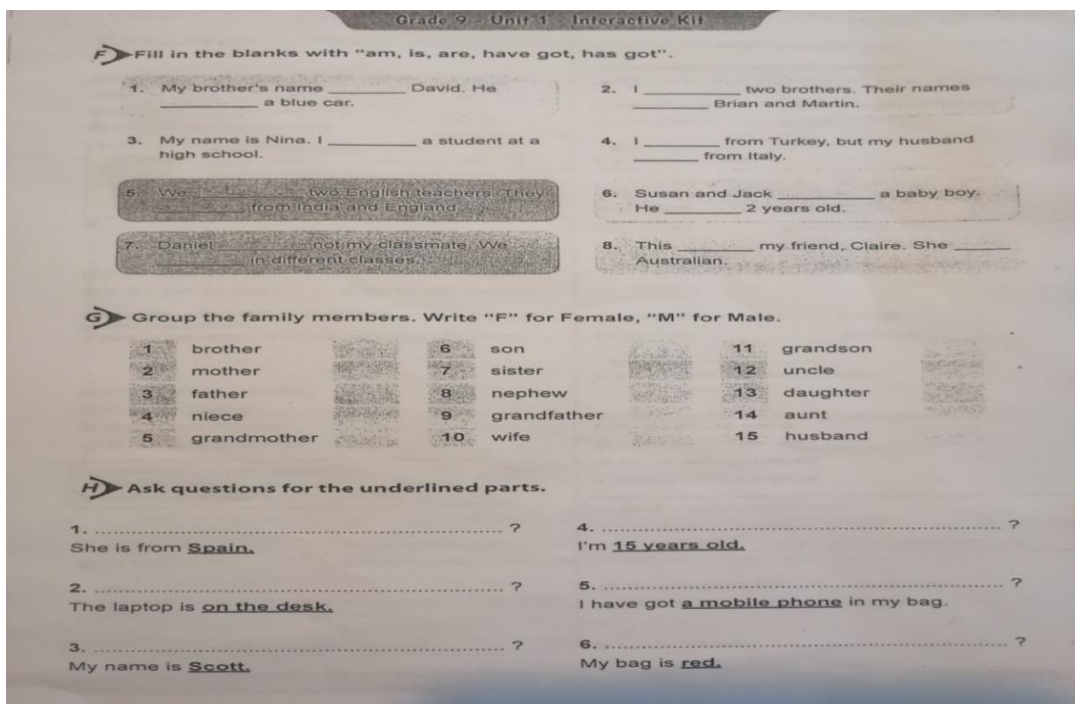 Grade 9 - Unit 1 - Interactive Kit
F Fill in the blanks with "am, is, are, have got, has got".
1. My brother's name ________ David. He
__________ a blue car.
2. I __________ two brothers. Their names
________ Brian and Martin.
3. My name is Nina. I _________ a student at a
high school.
4. I ________ from Turkey, but my husband
_______ from Italy.
5. We __________ two English teachers. They
_________ from India and England.
6. Susan and Jack __________ a baby boy.
He ________ 2 years old.
7. Daniel __________ not my classmate. We
_________ in different classes.
8. This ________ my friend, Claire. She ______
Australian.
G Group the family members. Write "F" for Female, "M" for Male.
1 brother
2 mother
3 father
4 niece
5 grandmother
6 son
7 sister
8 nephew
9 grandfather
10 wife
11 grandson
12 uncle
13 daughter
14 aunt
15 husband
H Ask questions for the underlined parts.
1. ............................................................ ?
She is from Spain.
2. ............................................................ ?
The laptop is on the desk.
3. ............................................................ ?
My name is Scott.
4. ............................................................ ?
I'm 15 years old.
5. ............................................................ ?
I have got a mobile phone in my bag.
6. ............................................................ ?
My bag is red.